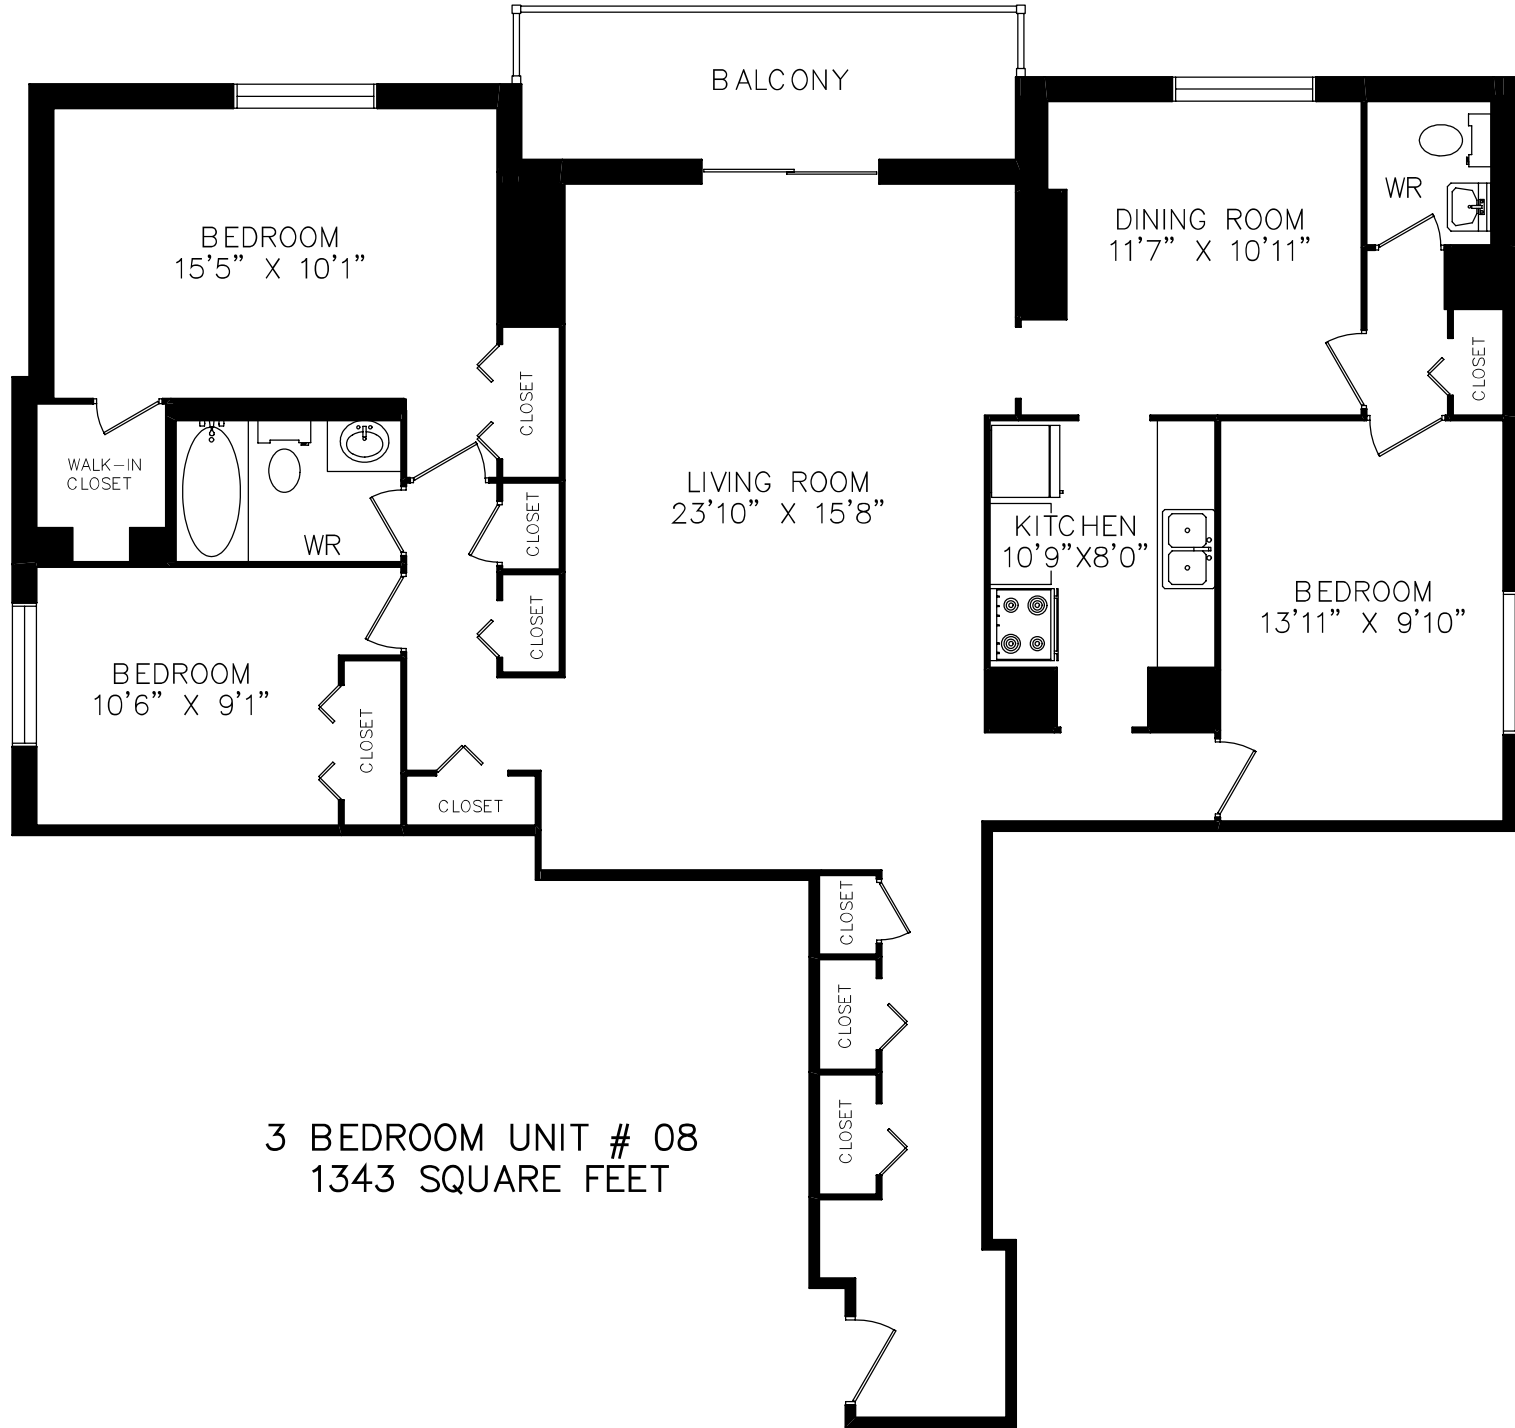 BALCONY
BEDROOM
15'5" X 10'1"
DINING ROOM
11'7" X 10'11"
WR
CLOSET
CLOSET
WALK-IN
CLOSET
WR
CLOSET
CLOSET
LIVING ROOM
23'10" X 15'8"
KITCHEN
10'9"X8'0"
BEDROOM
13'11" X 9'10"
BEDROOM
10'6" X 9'1"
CLOSET
CLOSET
CLOSET
CLOSET
CLOSET
3 BEDROOM UNIT # 08
1343 SQUARE FEET